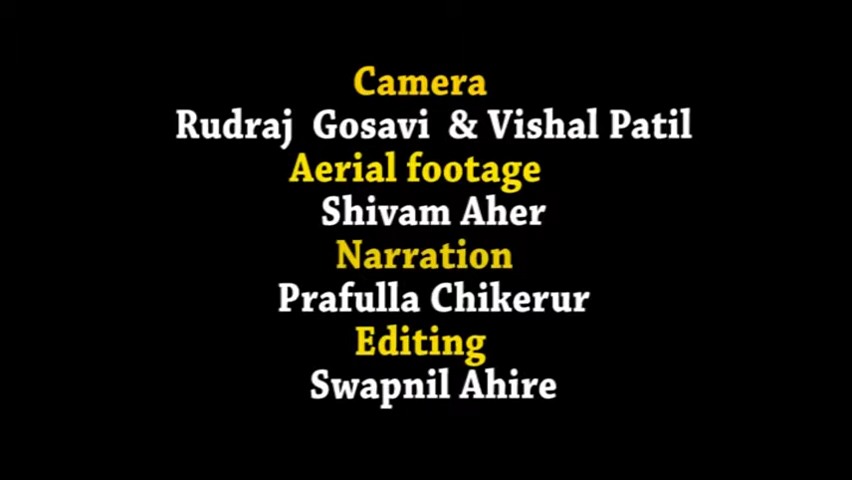 Camera
Rudraj Gosavi & Vishal Patil
Aerial footage
Shivam Aher
Narration
Prafulla Chikerur
Editing
Swapnil Ahire